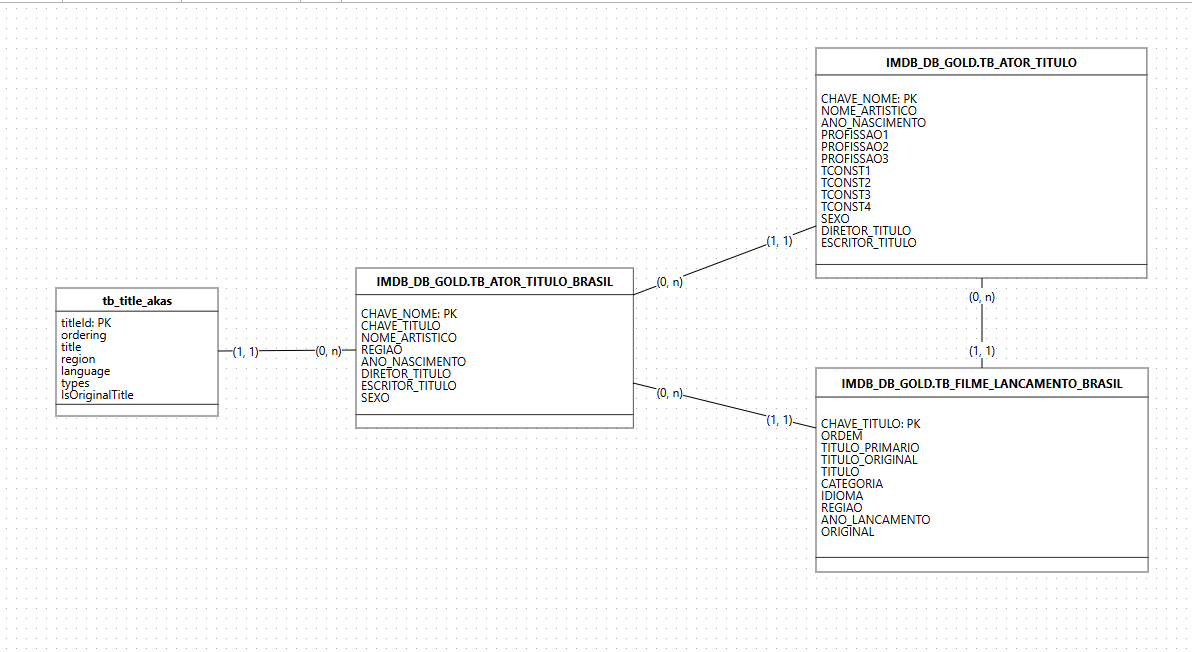 IMDB_DB_GOLD.TB_ATOR_TITULO
CHAVE_NOME: PK
NOME_ARTISTICO
ANO_NASCIMENTO
PROFISSAO1
PROFISSAO2
PROFISSAO3
TCONST1
TCONST2
TCONST3
TCONST4
SEXO
DIRETOR_TITULO
ESCRITOR_TITULO
(1, 1)
(0, n)
IMDB_DB_GOLD.TB_ATOR_TITULO_BRASIL
CHAVE_NOME: PK
CHAVE_TITULO
NOME_ARTISTICO
REGIAO
ANO_NASCIMENTO
DIRETOR_TITULO
ESCRITOR_TITULO
SEXO
tb_title_akas
titleId: PK
ordering
title
region
language
types
IsOriginalTitle
(1, 1)
(0, n)
(0, n)
(1, 1)
(0, n)
(1, 1)
IMDB_DB_GOLD.TB_FILME_LANCAMENTO_BRASIL
CHAVE_TITULO: PK
ORDEM
TITULO_PRIMARIO
TITULO_ORIGINAL
TITULO
CATEGORIA
IDIOMA
REGIAO
ANO_LANCAMENTO
ORIGINAL